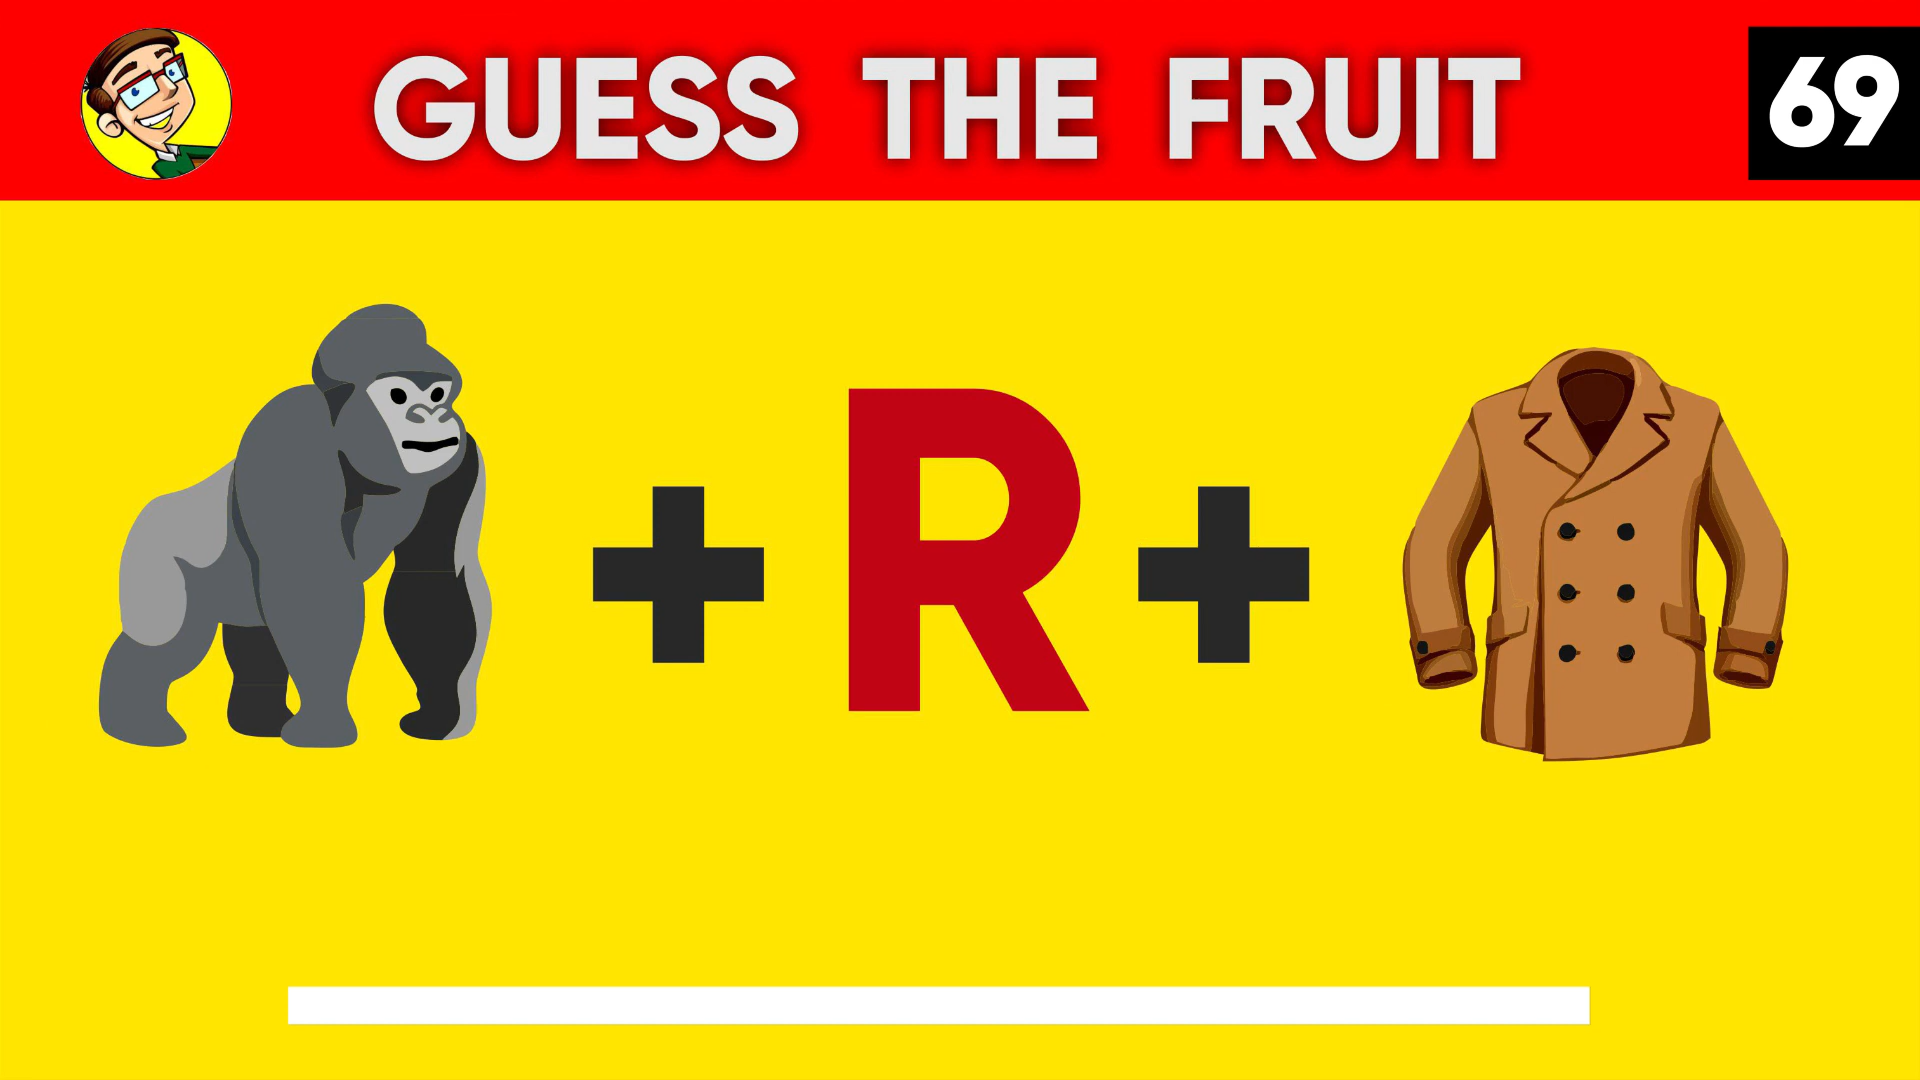 GUESS THE FRUIT
69
+ R +